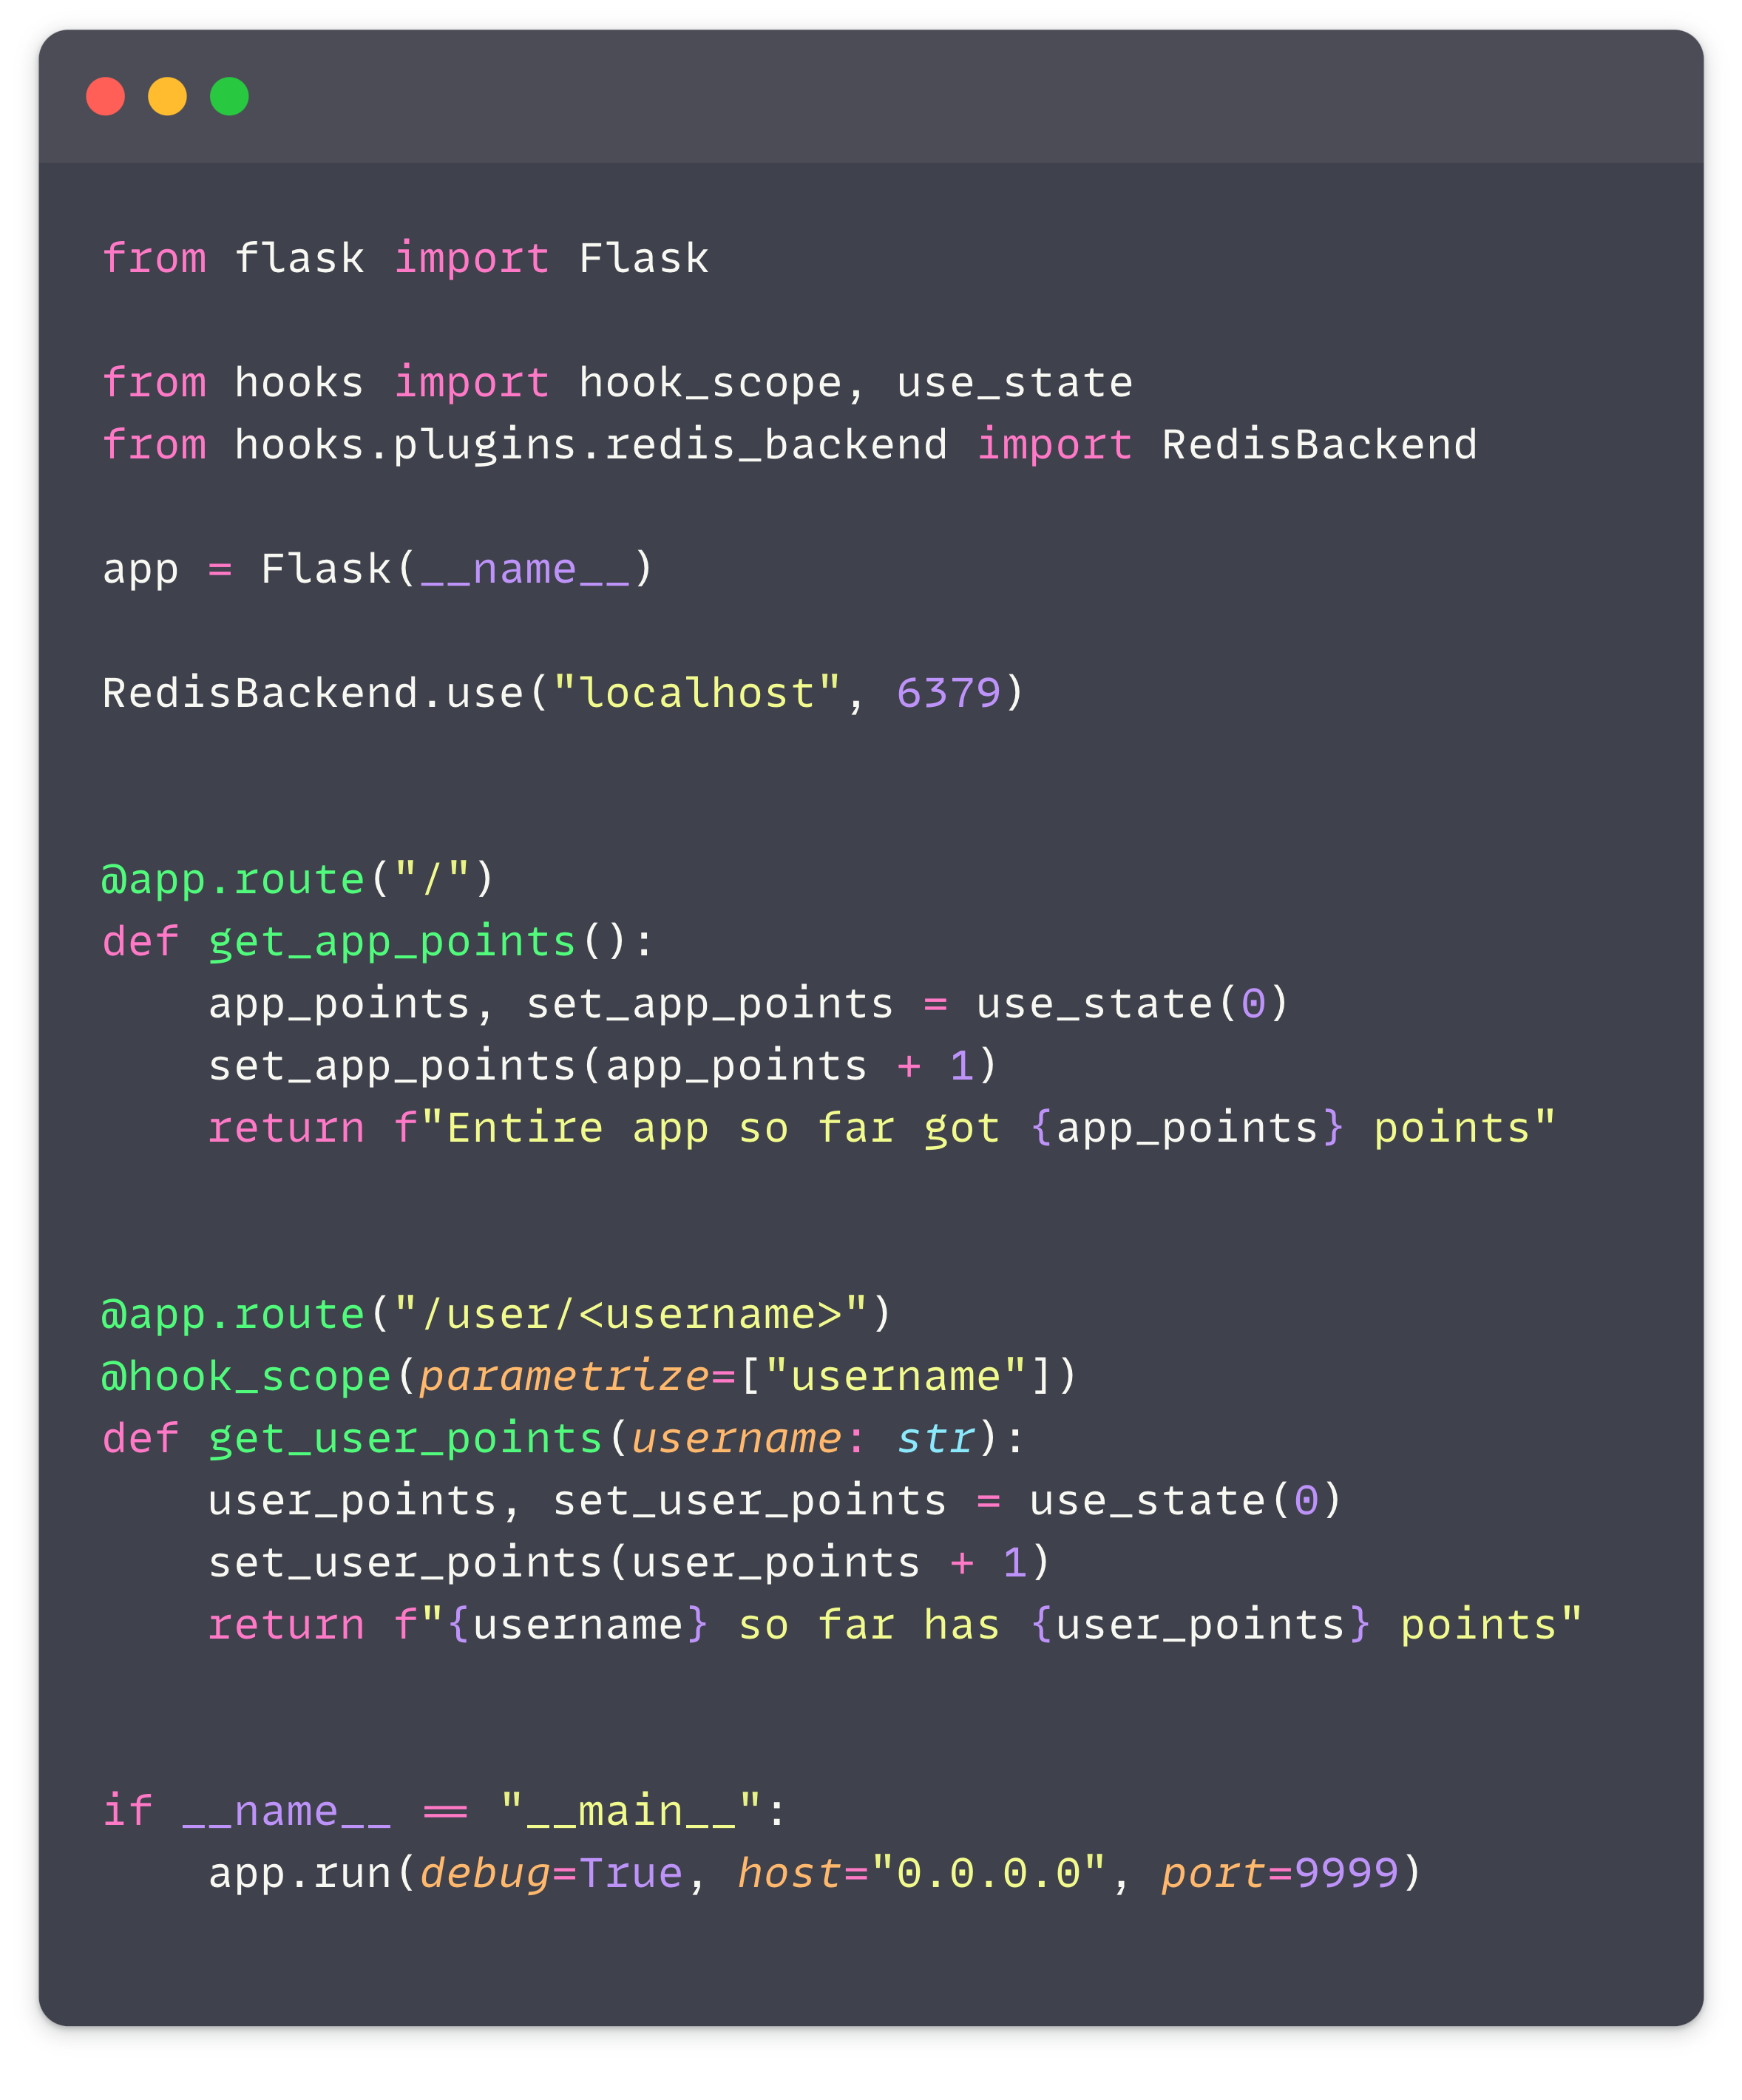 from flask import Flask
from hooks import hook_scope, use_state
from hooks.plugins.redis_backend import RedisBackend
app = Flask(__name__)
RedisBackend.use("localhost", 6379)
@app.route("/")
def get_app_points():
    app_points, set_app_points = use_state(0)
    set_app_points(app_points + 1)
    return f"Entire app so far got {app_points} points"
@app.route("/user/<username>")
@hook_scope(parametrize=["username"])
def get_user_points(username: str):
    user_points, set_user_points = use_state(0)
    set_user_points(user_points + 1)
    return f"{username} so far has {user_points} points"
if __name__ == "__main__":
    app.run(debug=True, host="0.0.0.0", port=9999)